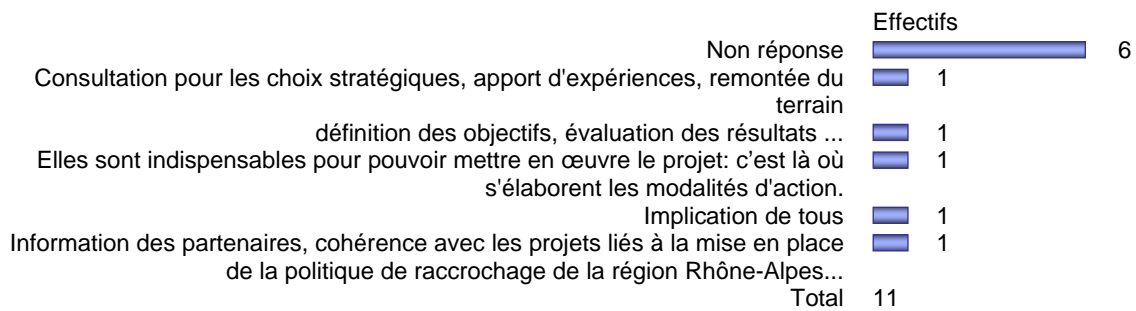 Effectifs
Non réponse 6
Consultation pour les choix stratégiques, apport d'expériences, remontée du 1
terrain
définition des objectifs, évaluation des résultats ... 1
Elles sont indispensables pour pouvoir mettre en œuvre le projet: c’est là où 1
s'élaborent les modalités d'action.
Implication de tous 1
Information des partenaires, cohérence avec les projets liés à la mise en place 1
de la politique de raccrochage de la région Rhône-Alpes...
Total 11